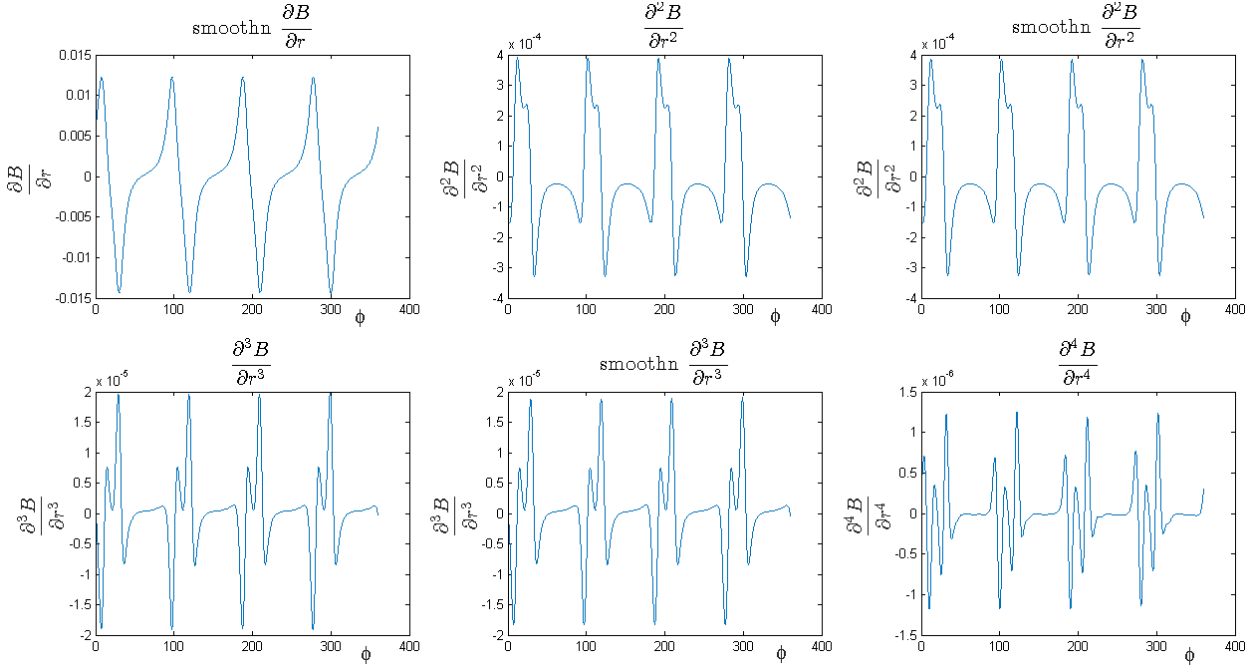 smoothn ∂B/∂r
0.015
0.01
0.005
0
-0.005
-0.01
-0.015
∂B/∂r
0 100 200 300 400
ϕ
∂²B/∂r²
x 10⁻⁴
4
3
2
1
0
-1
-2
-3
-4
∂²B/∂r²
0 100 200 300 400
ϕ
smoothn ∂²B/∂r²
x 10⁻⁴
4
3
2
1
0
-1
-2
-3
-4
∂²B/∂r²
0 100 200 300 400
ϕ
∂³B/∂r³
x 10⁻⁵
2
1.5
1
0.5
0
-0.5
-1
-1.5
-2
∂³B/∂r³
0 100 200 300 400
ϕ
smoothn ∂³B/∂r³
x 10⁻⁵
2
1.5
1
0.5
0
-0.5
-1
-1.5
-2
∂³B/∂r³
0 100 200 300 400
ϕ
∂⁴B/∂r⁴
x 10⁻⁶
1.5
1
0.5
0
-0.5
-1
-1.5
∂⁴B/∂r⁴
0 100 200 300 400
ϕ